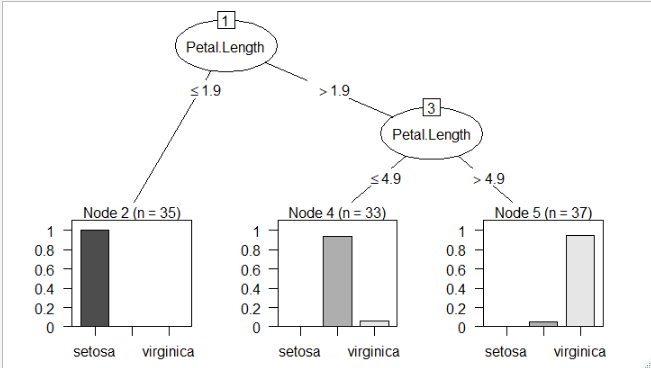 1
Petal.Length
≤ 1.9
> 1.9
3
Petal.Length
≤ 4.9
> 4.9
Node 2 (n = 35)
1
0.8
0.6
0.4
0.2
0
setosa
virginica
Node 4 (n = 33)
1
0.8
0.6
0.4
0.2
0
setosa
virginica
Node 5 (n = 37)
1
0.8
0.6
0.4
0.2
0
setosa
virginica